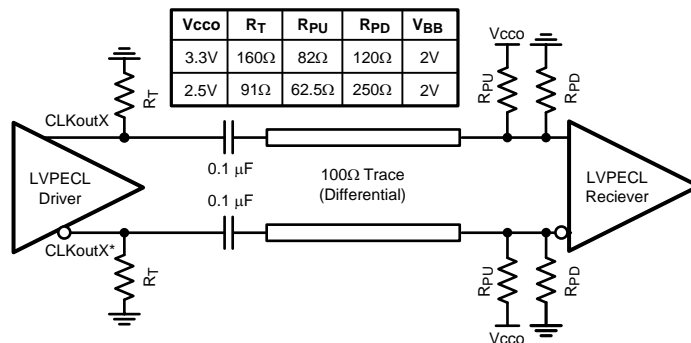 Vcco RT RPU RPD VBB
3.3V 160Ω 82Ω 120Ω 2V
2.5V 91Ω 62.5Ω 250Ω 2V
Vcco
RT
RPU
RPD
CLKoutX
0.1 μF
LVPECL
Driver
0.1 μF
100Ω Trace
(Differential)
LVPECL
Reciever
CLKoutX*
RT
RPU
RPD
Vcco